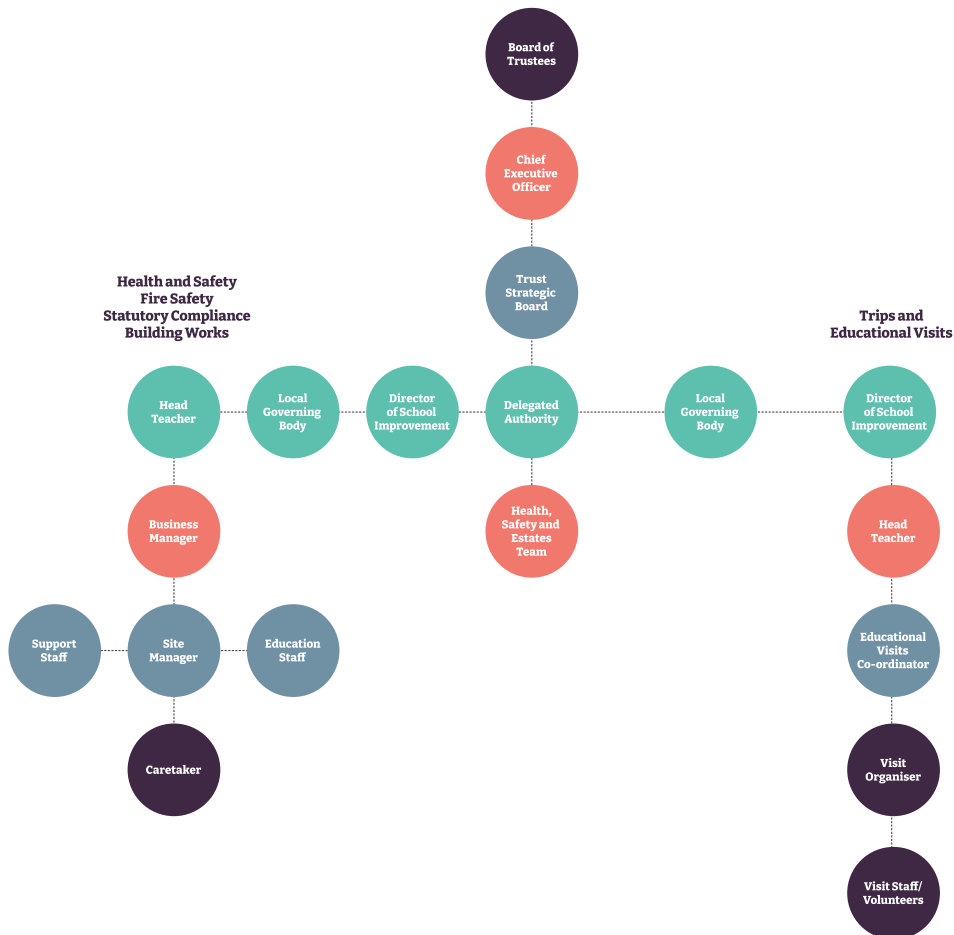 Board of
Trustees
Chief
Executive
Officer
Trust
Strategic
Board
Health and Safety
Fire Safety
Statutory Compliance
Building Works
Trips and
Educational Visits
Head
Teacher
Local
Governing
Body
Director
of School
Improvement
Delegated
Authority
Local
Governing
Body
Director
of School
Improvement
Business
Manager
Health,
Safety and
Estates
Team
Head
Teacher
Support
Staff
Site
Manager
Education
Staff
Educational
Visits
Co-ordinator
Caretaker
Visit
Organiser
Visit Staff/
Volunteers